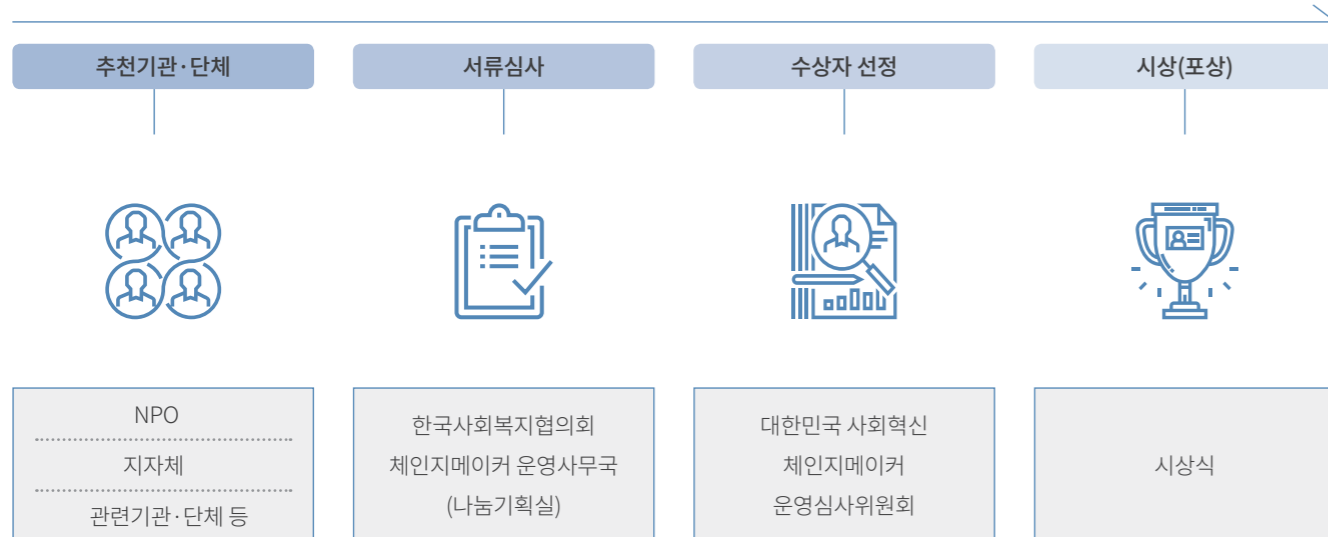 추천기관·단체
서류심사
수상자 선정
시상(포상)
NPO
지자체
관련기관·단체 등
한국사회복지협의회
체인지메이커 운영사무국
(나눔기획실)
대한민국 사회혁신
체인지메이커
운영심사위원회
시상식